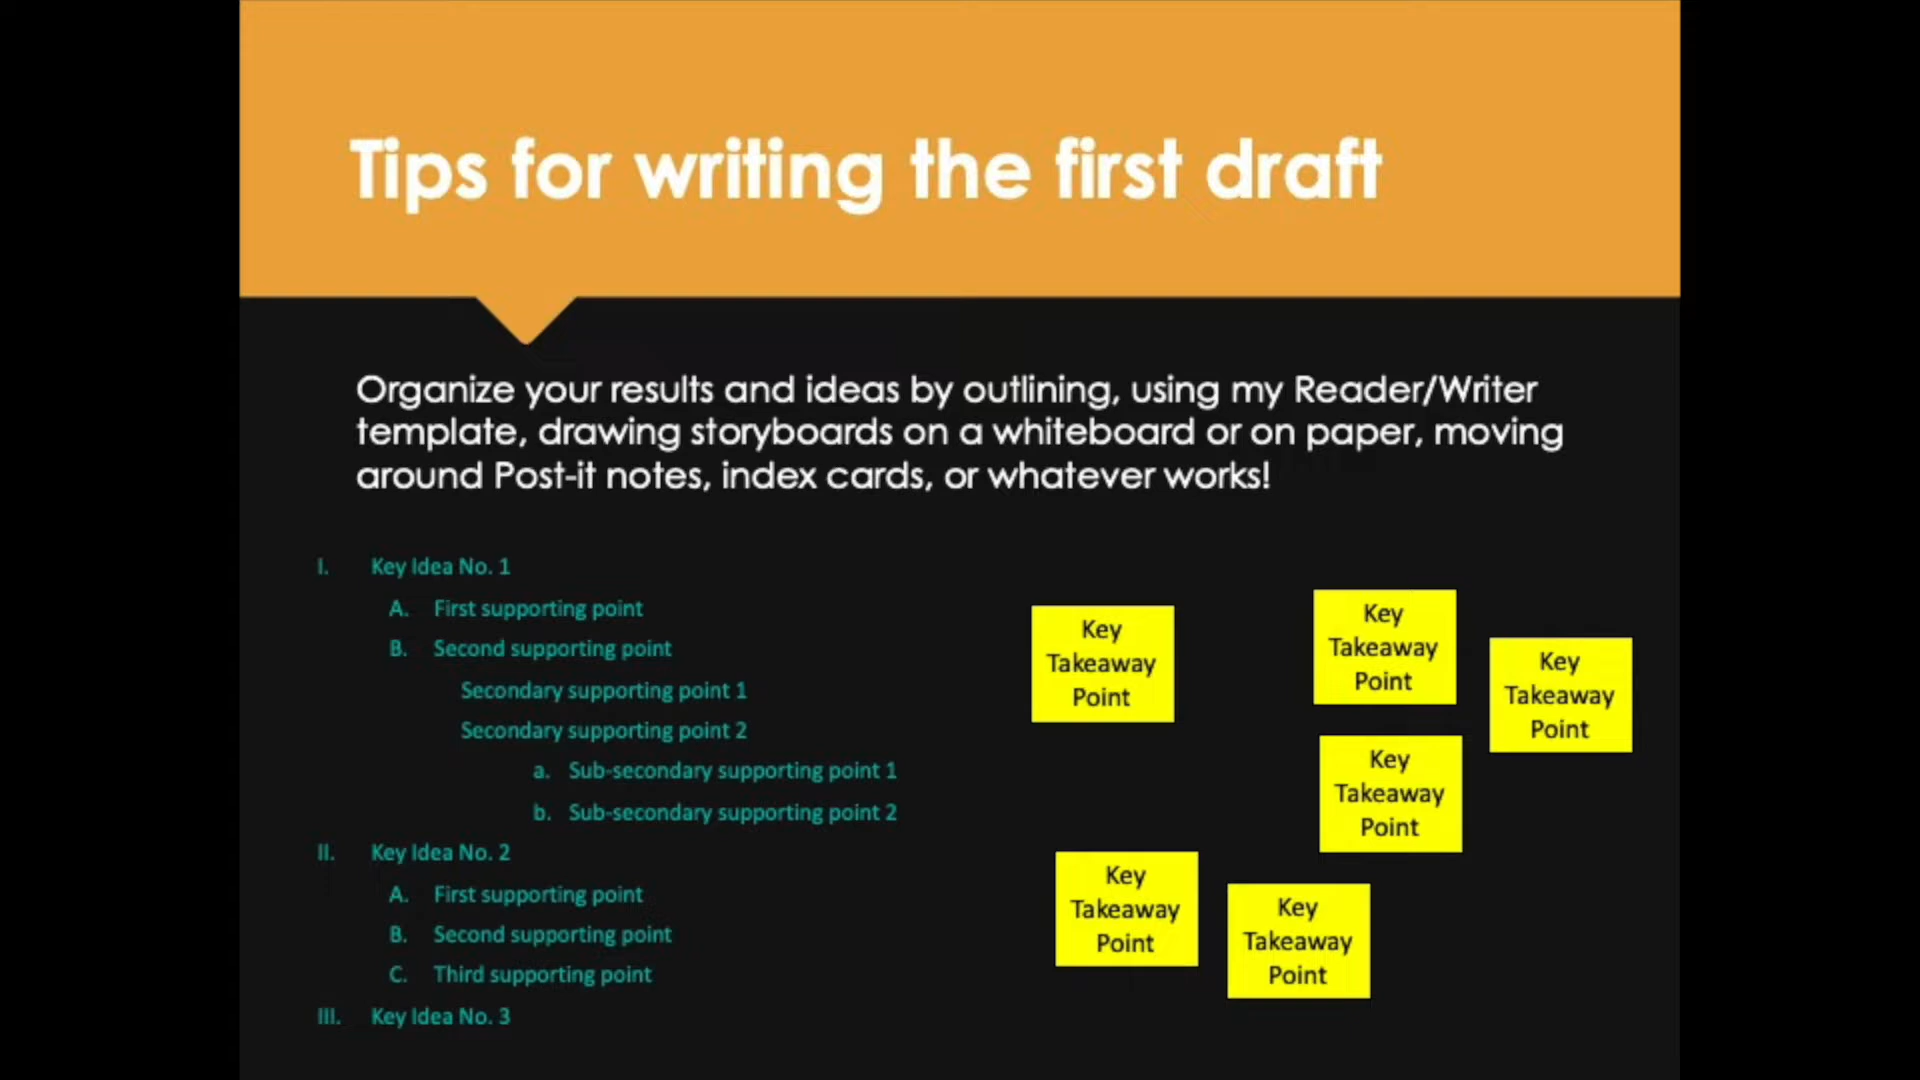 Tips for writing the first draft
Organize your results and ideas by outlining, using my Reader/Writer
template, drawing storyboards on a whiteboard or on paper, moving
around Post-it notes, index cards, or whatever works!
I. Key Idea No. 1
A. First supporting point
B. Second supporting point
Secondary supporting point 1
Secondary supporting point 2
a. Sub-secondary supporting point 1
b. Sub-secondary supporting point 2
II. Key Idea No. 2
A. First supporting point
B. Second supporting point
C. Third supporting point
III. Key Idea No. 3
Key
Takeaway
Point
Key
Takeaway
Point
Key
Takeaway
Point
Key
Takeaway
Point
Key
Takeaway
Point
Key
Takeaway
Point